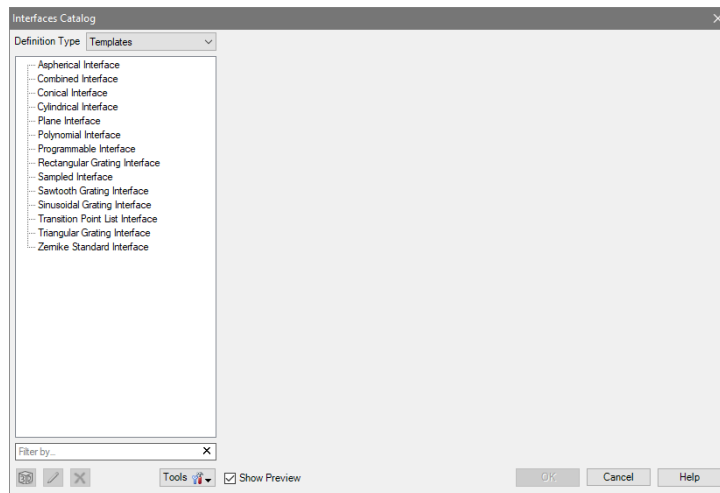 Interfaces Catalog
Definition Type Templates
Aspherical Interface
Combined Interface
Conical Interface
Cylindrical Interface
Plane Interface
Polynomial Interface
Programmable Interface
Rectangular Grating Interface
Sampled Interface
Sawtooth Grating Interface
Sinusoidal Grating Interface
Transition Point List Interface
Triangular Grating Interface
Zernike Standard Interface
Filter by...
3D Tools Show Preview OK Cancel Help